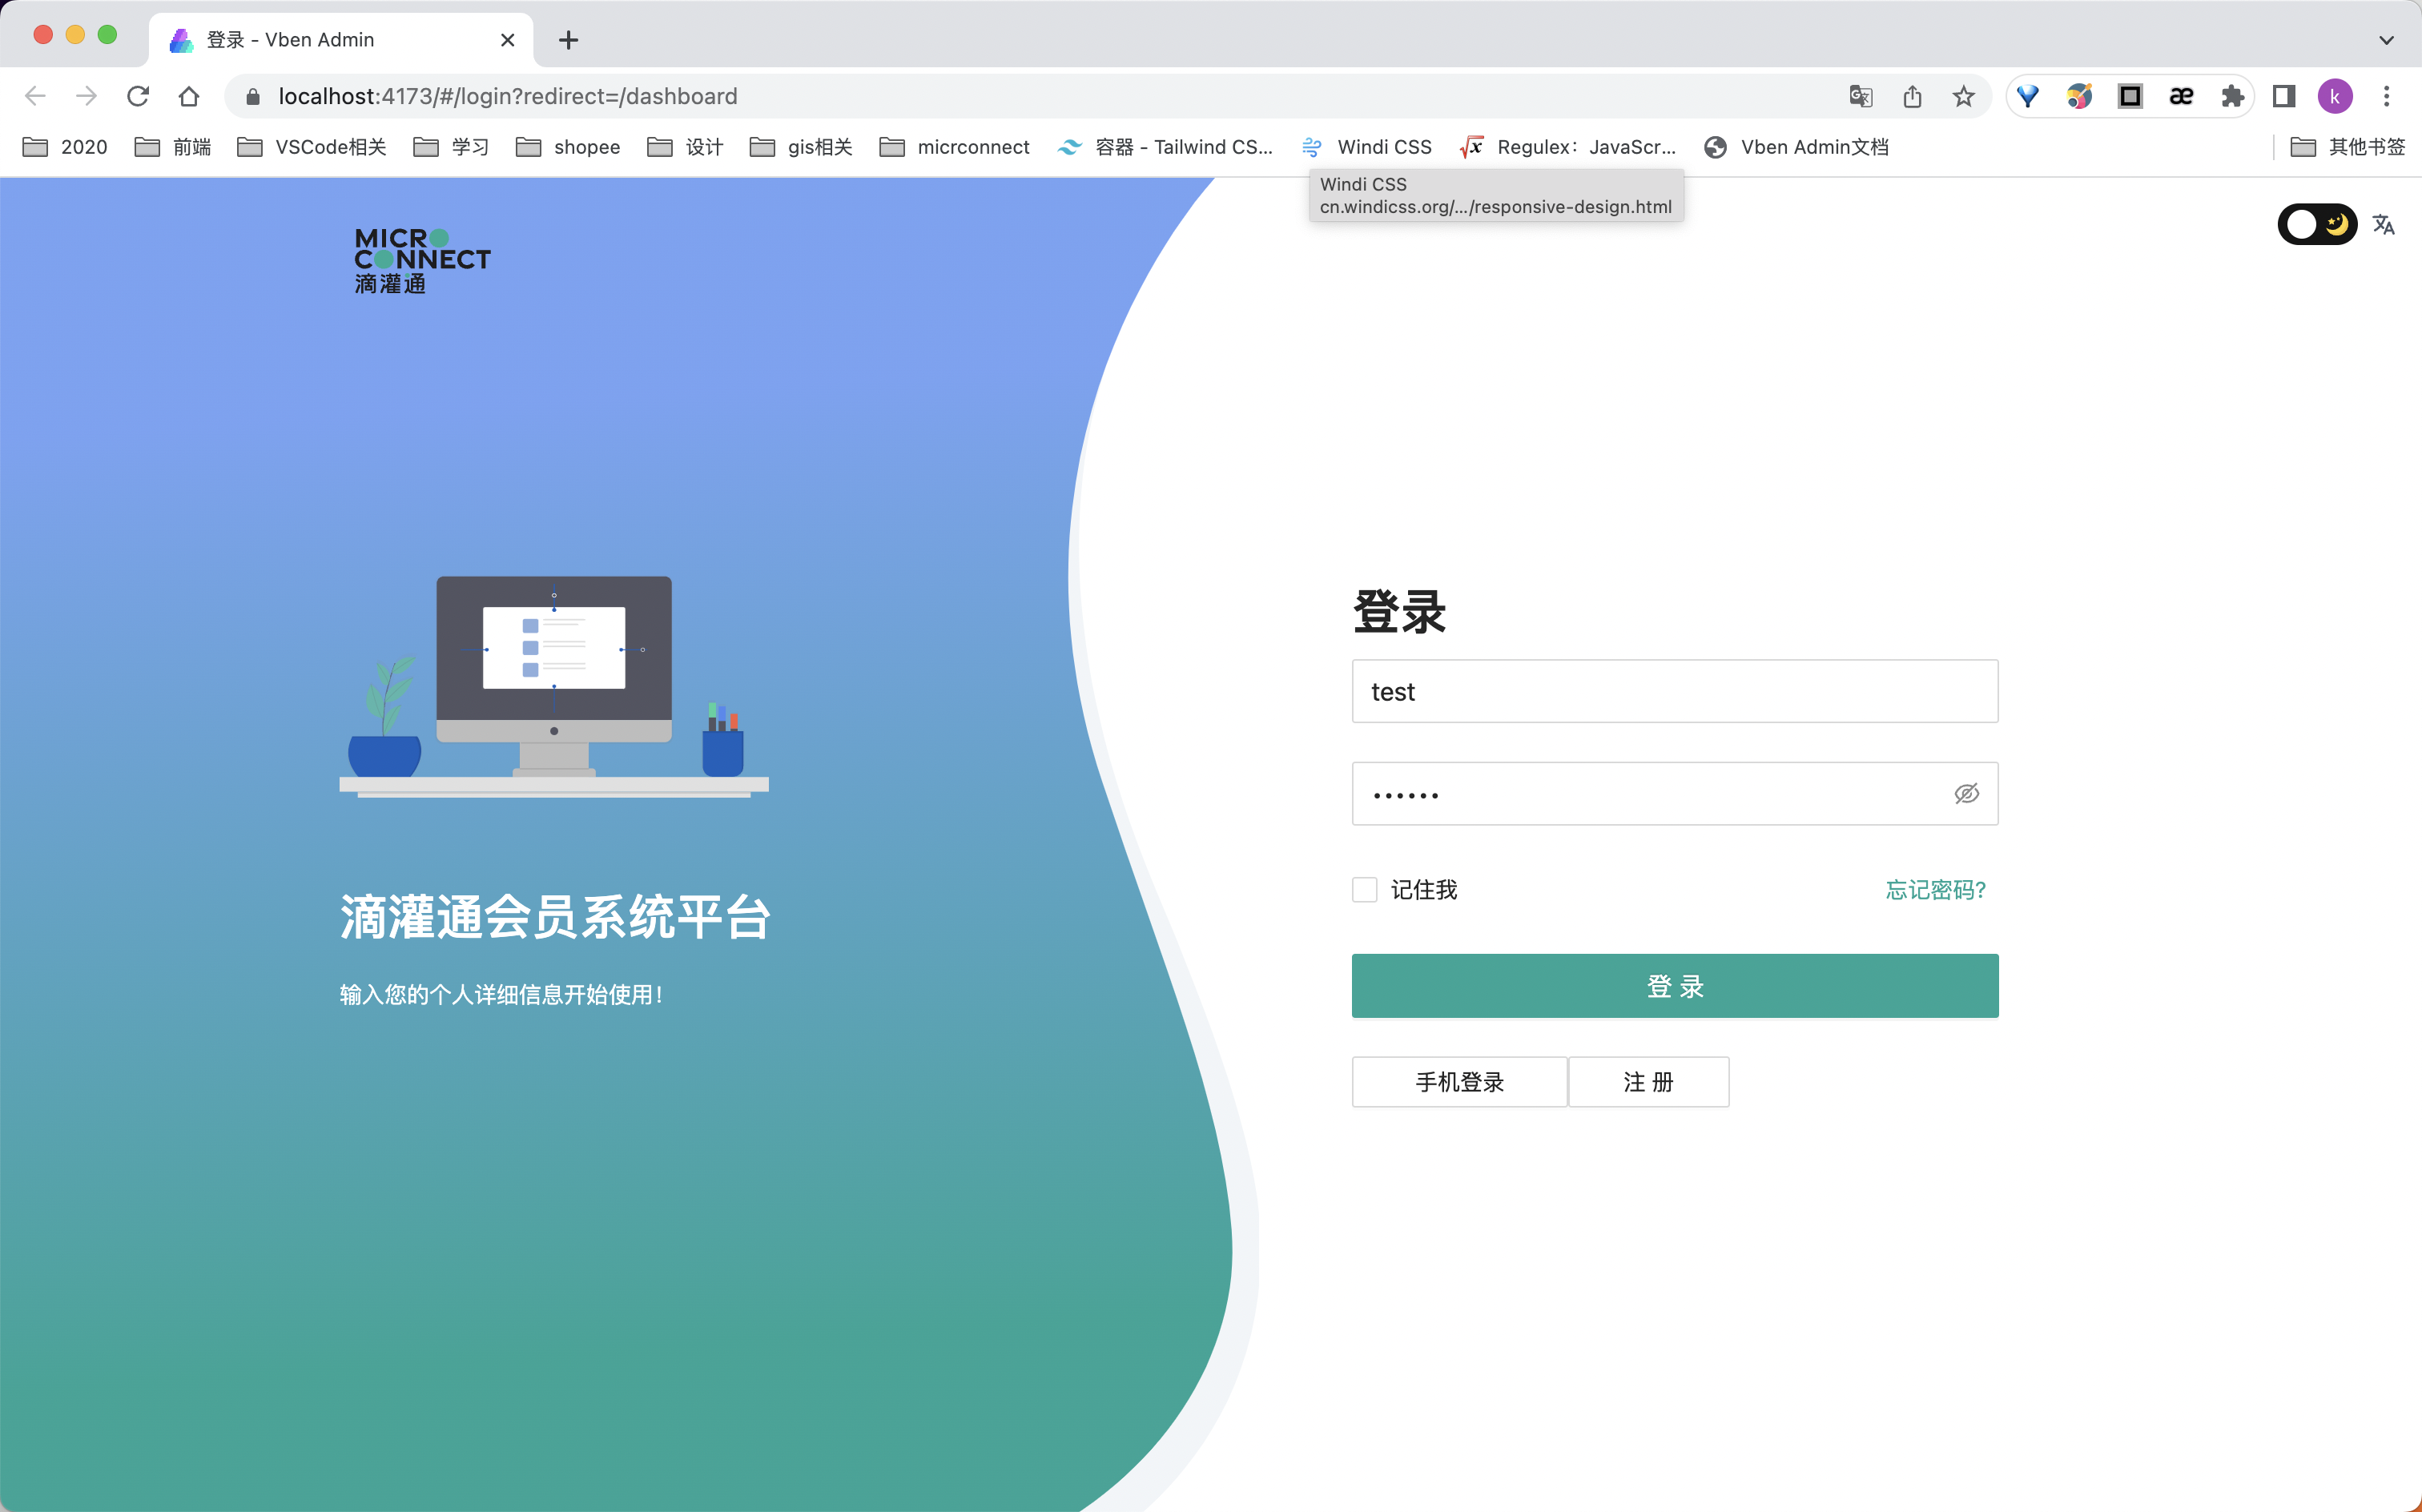 登录 - Vben Admin
localhost:4173/#/login?redirect=/dashboard
k
2020 前端 VSCode相关 学习 shopee 设计 gis相关 micrconnect 容器 - Tailwind CS... Windi CSS Regulex：JavaScr... Vben Admin文档 其他书签
Windi CSS
cn.windicss.org/.../responsive-design.html
MICRO
CONNECT
滴灌通
滴灌通会员系统平台
输入您的个人详细信息开始使用！
登录
test
••••••
记住我 忘记密码?
登 录
手机登录 注 册